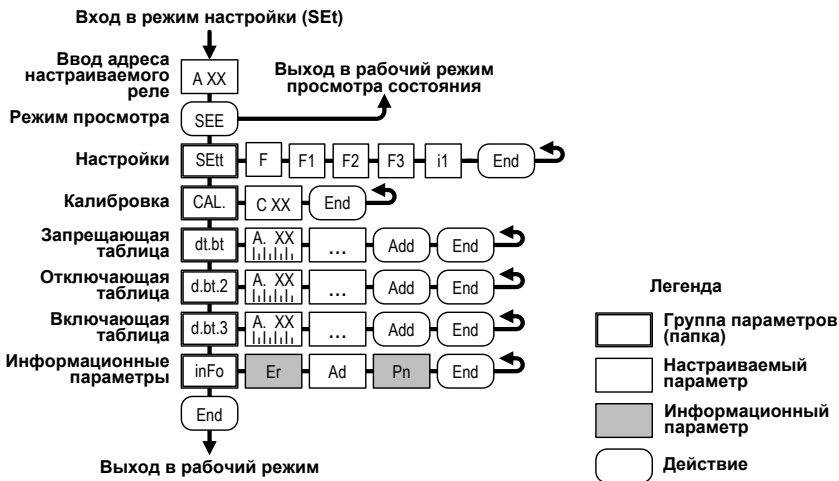 Вход в режим настройки (SEt)
Ввод адреса
настраиваемого
реле
A XX
Выход в рабочий режим
просмотра состояния
Режим просмотра
SEE
Настройки
SEtt
F
F1
F2
F3
i1
End
Калибровка
CAL.
C XX
End
Запрещающая
таблица
dt.bt
A. XX
...
Add
End
Отключающая
таблица
d.bt.2
A. XX
...
Add
End
Включающая
таблица
d.bt.3
A. XX
...
Add
End
Информационные
параметры
inFo
Er
Ad
Pn
End
End
Выход в рабочий режим
Легенда
Группа параметров
(папка)
Настраиваемый
параметр
Информационный
параметр
Действие